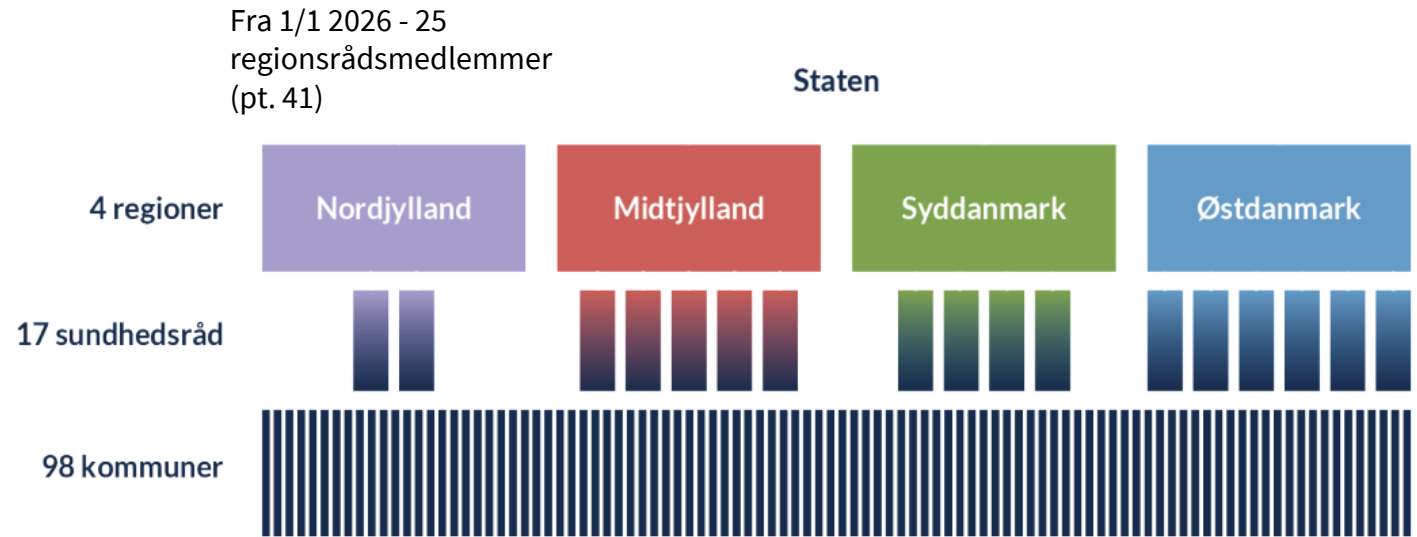 Fra 1/1 2026 - 25
regionsrådsmedlemmer
(pt. 41)
Staten
4 regioner
Nordjylland
Midtjylland
Syddanmark
Østdanmark
17 sundhedsråd
98 kommuner